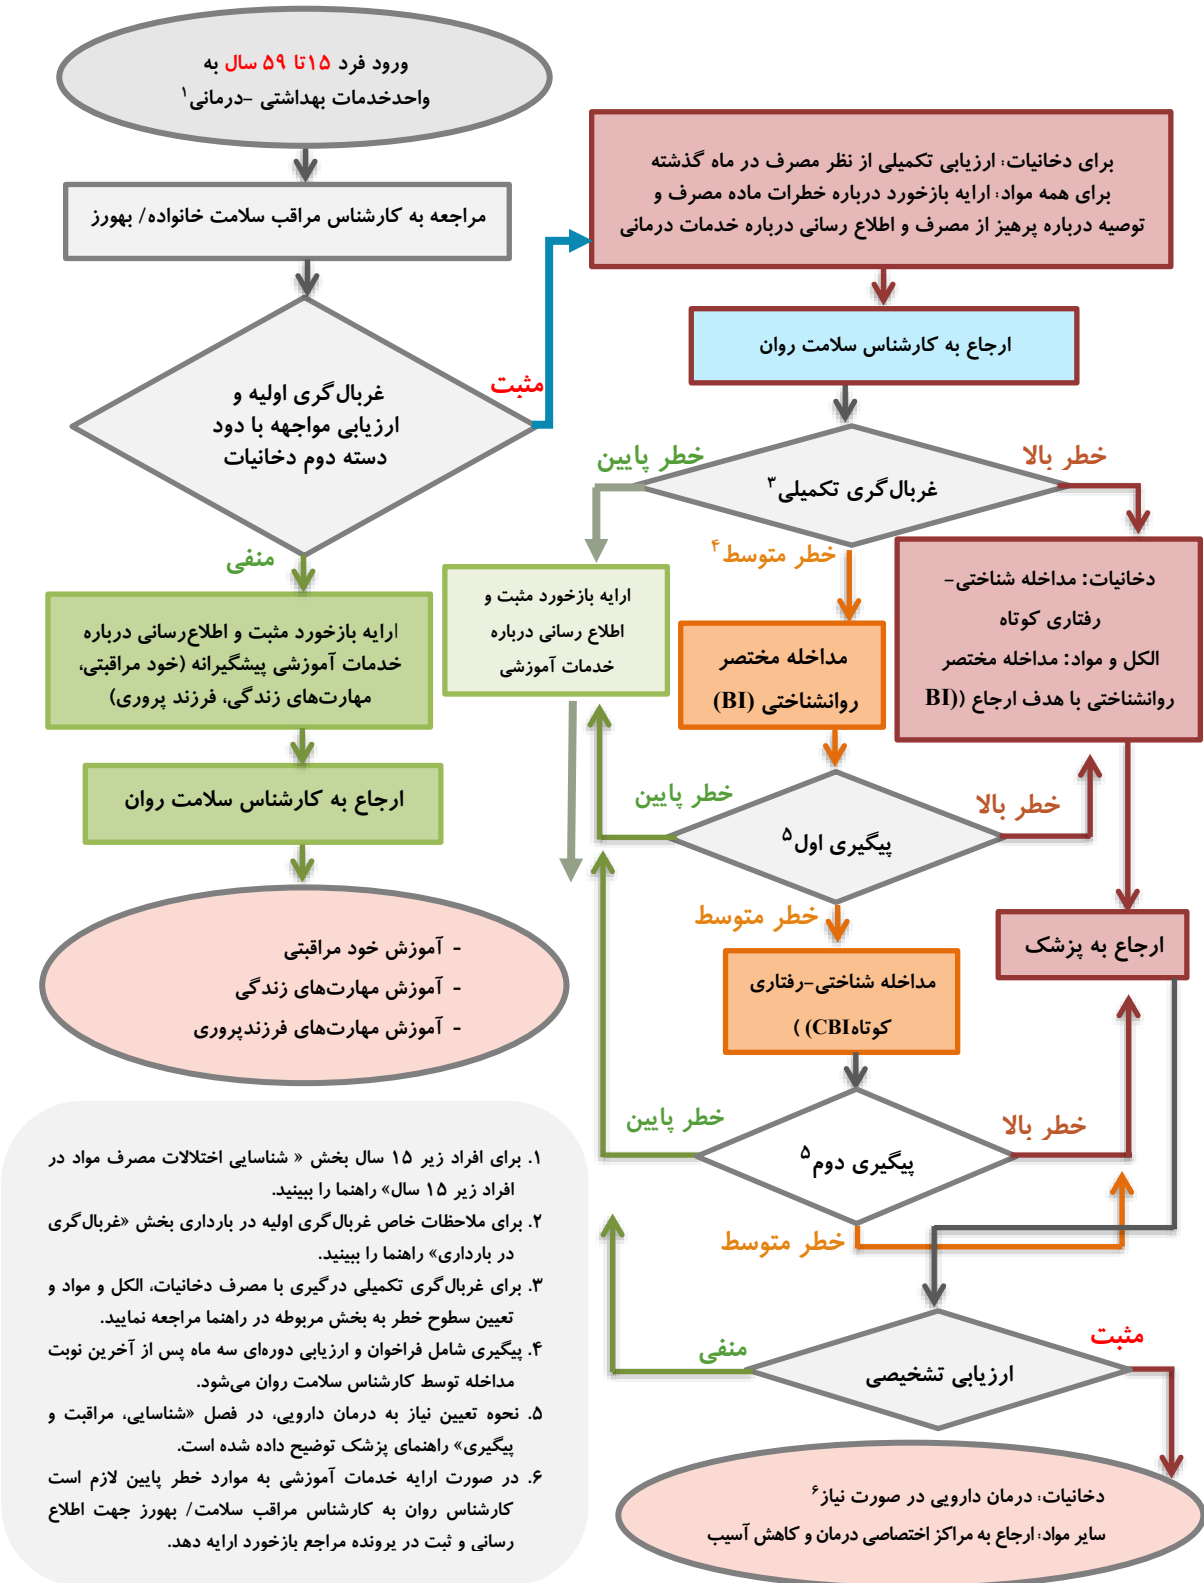 ورود فرد ۱۵تا ۵۹ سال به
واحدخدمات بهداشتی -درمانی۱
مراجعه به کارشناس مراقب سلامت خانواده/ بهورز
غربال‌گری اولیه و
ارزیابی مواجهه با دود
دسته دوم دخانیات
مثبت
منفی
ارایه بازخورد مثبت و اطلاع‌رسانی درباره
خدمات آموزشی پیشگیرانه (خود مراقبتی،
مهارت‌های زندگی، فرزند پروری)
ارجاع به کارشناس سلامت روان
- آموزش خود مراقبتی
- آموزش مهارت‌های زندگی
- آموزش مهارت‌های فرزندپروری
برای دخانیات: ارزیابی تکمیلی از نظر مصرف در ماه گذشته
برای همه مواد: ارایه بازخورد درباره خطرات ماده مصرف و
توصیه درباره پرهیز از مصرف و اطلاع رسانی درباره خدمات درمانی
ارجاع به کارشناس سلامت روان
غربال‌گری تکمیلی۳
خطر بالا
خطر پایین
خطر متوسط۴
دخانیات: مداخله شناختی-
رفتاری کوتاه
الکل و مواد: مداخله مختصر
روانشناختی با هدف ارجاع ((BI
مداخله مختصر
روانشناختی (BI)
ارایه بازخورد مثبت و
اطلاع رسانی درباره
خدمات آموزشی
پیگیری اول۵
خطر بالا
خطر پایین
خطر متوسط
ارجاع به پزشک
مداخله شناختی-رفتاری
کوتاهCBI) )
پیگیری دوم۵
خطر بالا
خطر پایین
خطر متوسط
ارزیابی تشخیصی
مثبت
منفی
دخانیات: درمان دارویی در صورت نیاز۶
سایر مواد: ارجاع به مراکز اختصاصی درمان و کاهش آسیب
۱. برای افراد زیر ۱۵ سال بخش « شناسایی اختلالات مصرف مواد در
افراد زیر ۱۵ سال» راهنما را ببینید.
۲. برای ملاحظات خاص غربال‌گری اولیه در بارداری بخش «غربال‌گری
در بارداری» راهنما را ببینید.
۳. برای غربال‌گری تکمیلی درگیری با مصرف دخانیات، الکل و مواد و
تعیین سطوح خطر به بخش مربوطه در راهنما مراجعه نمایید.
۴. پیگیری شامل فراخوان و ارزیابی دوره‌ای سه ماه پس از آخرین نوبت
مداخله توسط کارشناس سلامت روان می‌شود.
۵. نحوه تعیین نیاز به درمان دارویی، در فصل «شناسایی، مراقبت و
پیگیری» راهنمای پزشک توضیح داده شده است.
۶. در صورت ارایه خدمات آموزشی به موارد خطر پایین لازم است
کارشناس روان به کارشناس مراقب سلامت/ بهورز جهت اطلاع
رسانی و ثبت در پرونده مراجع بازخورد ارایه دهد.